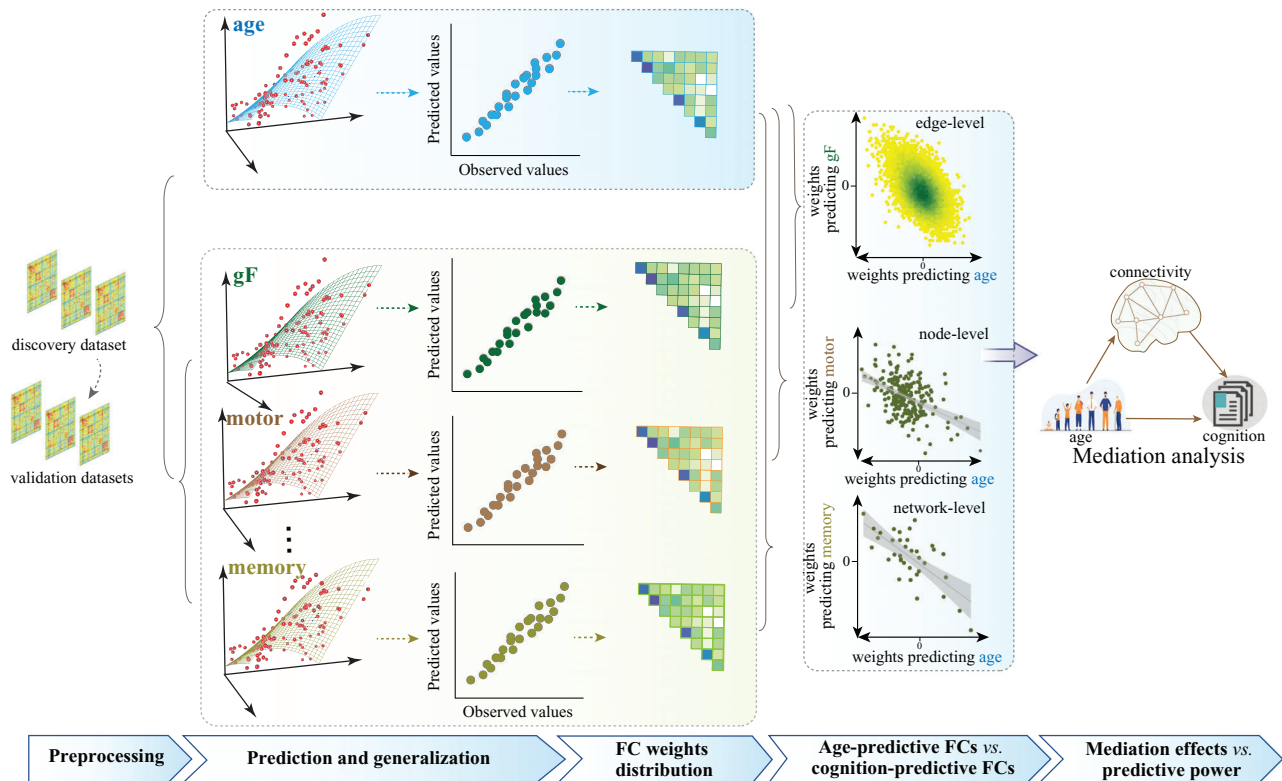 age
Predicted values
Observed values
gF
Predicted values
motor
Predicted values
memory
Predicted values
Observed values
discovery dataset
validation datasets
edge-level
weights
predicting gF
0
0
weights predicting age
node-level
weights
predicting motor
0
0
weights predicting age
network-level
weights
predicting memory
0
0
weights predicting age
connectivity
age
cognition
Mediation analysis
Preprocessing
Prediction and generalization
FC weights
distribution
Age-predictive FCs vs.
cognition-predictive FCs
Mediation effects vs.
predictive power